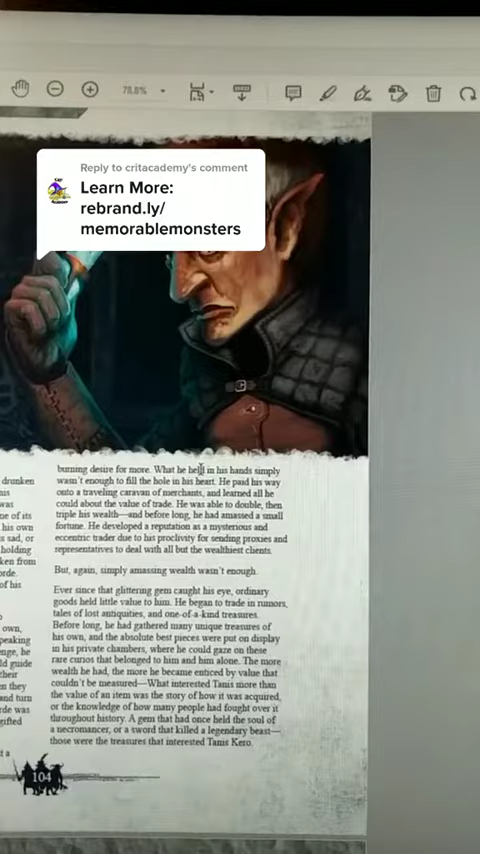 78.8%
Reply to critacademy's comment
Learn More:
rebrand.ly/
memorablemonsters
drunken
his
was
ne of its
his own
s sad, or
holding
ken from
orde.
of his
o
own,
peaking
enge, he
ld guide
their
en they
and turn
rde was
gifted
t a
burning desire for more. What he held in his hands simply
wasn't enough to fill the hole in his heart. He paid his way
onto a traveling caravan of merchants, and learned all he
could about the value of trade. He was able to double, then
triple his wealth—and before long, he had amassed a small
fortune. He developed a reputation as a mysterious and
eccentric trader due to his proclivity for sending proxies and
representatives to deal with all but the wealthiest clients.
But, again, simply amassing wealth wasn't enough.
Ever since that glittering gem caught his eye, ordinary
goods held little value to him. He began to trade in rumors,
tales of lost antiquities, and one-of-a-kind treasures.
Before long, he had gathered many unique treasures of
his own, and the absolute best pieces were put on display
in his private chambers, where he could gaze on these
rare curios that belonged to him and him alone. The more
wealth he had, the more he became enticed by value that
couldn't be measured—What interested Tanis more than
the value of an item was the story of how it was acquired,
or the knowledge of how many people had fought over it
throughout history. A gem that had once held the soul of
a necromancer, or a sword that killed a legendary beast—
those were the treasures that interested Tanis Kero.
104